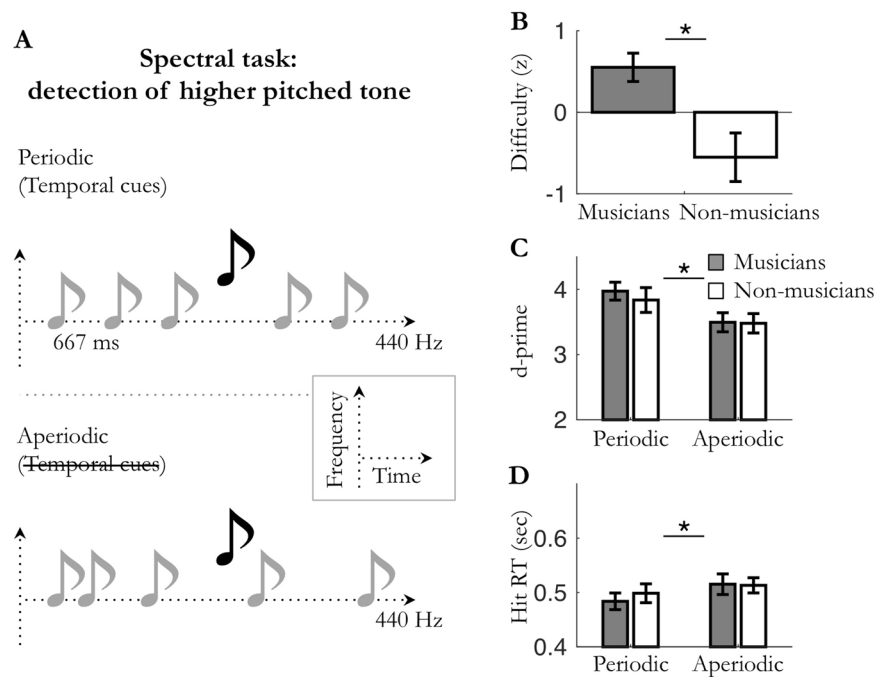 A
Spectral task:
detection of higher pitched tone
Periodic
(Temporal cues)
667 ms
440 Hz
Aperiodic
(Temporal cues)
Frequency
Time
440 Hz
B
Difficulty (z)
1
0
-1
*
Musicians
Non-musicians
C
d-prime
4
3
2
*
Musicians
Non-musicians
Periodic
Aperiodic
D
Hit RT (sec)
0.6
0.5
0.4
*
Periodic
Aperiodic